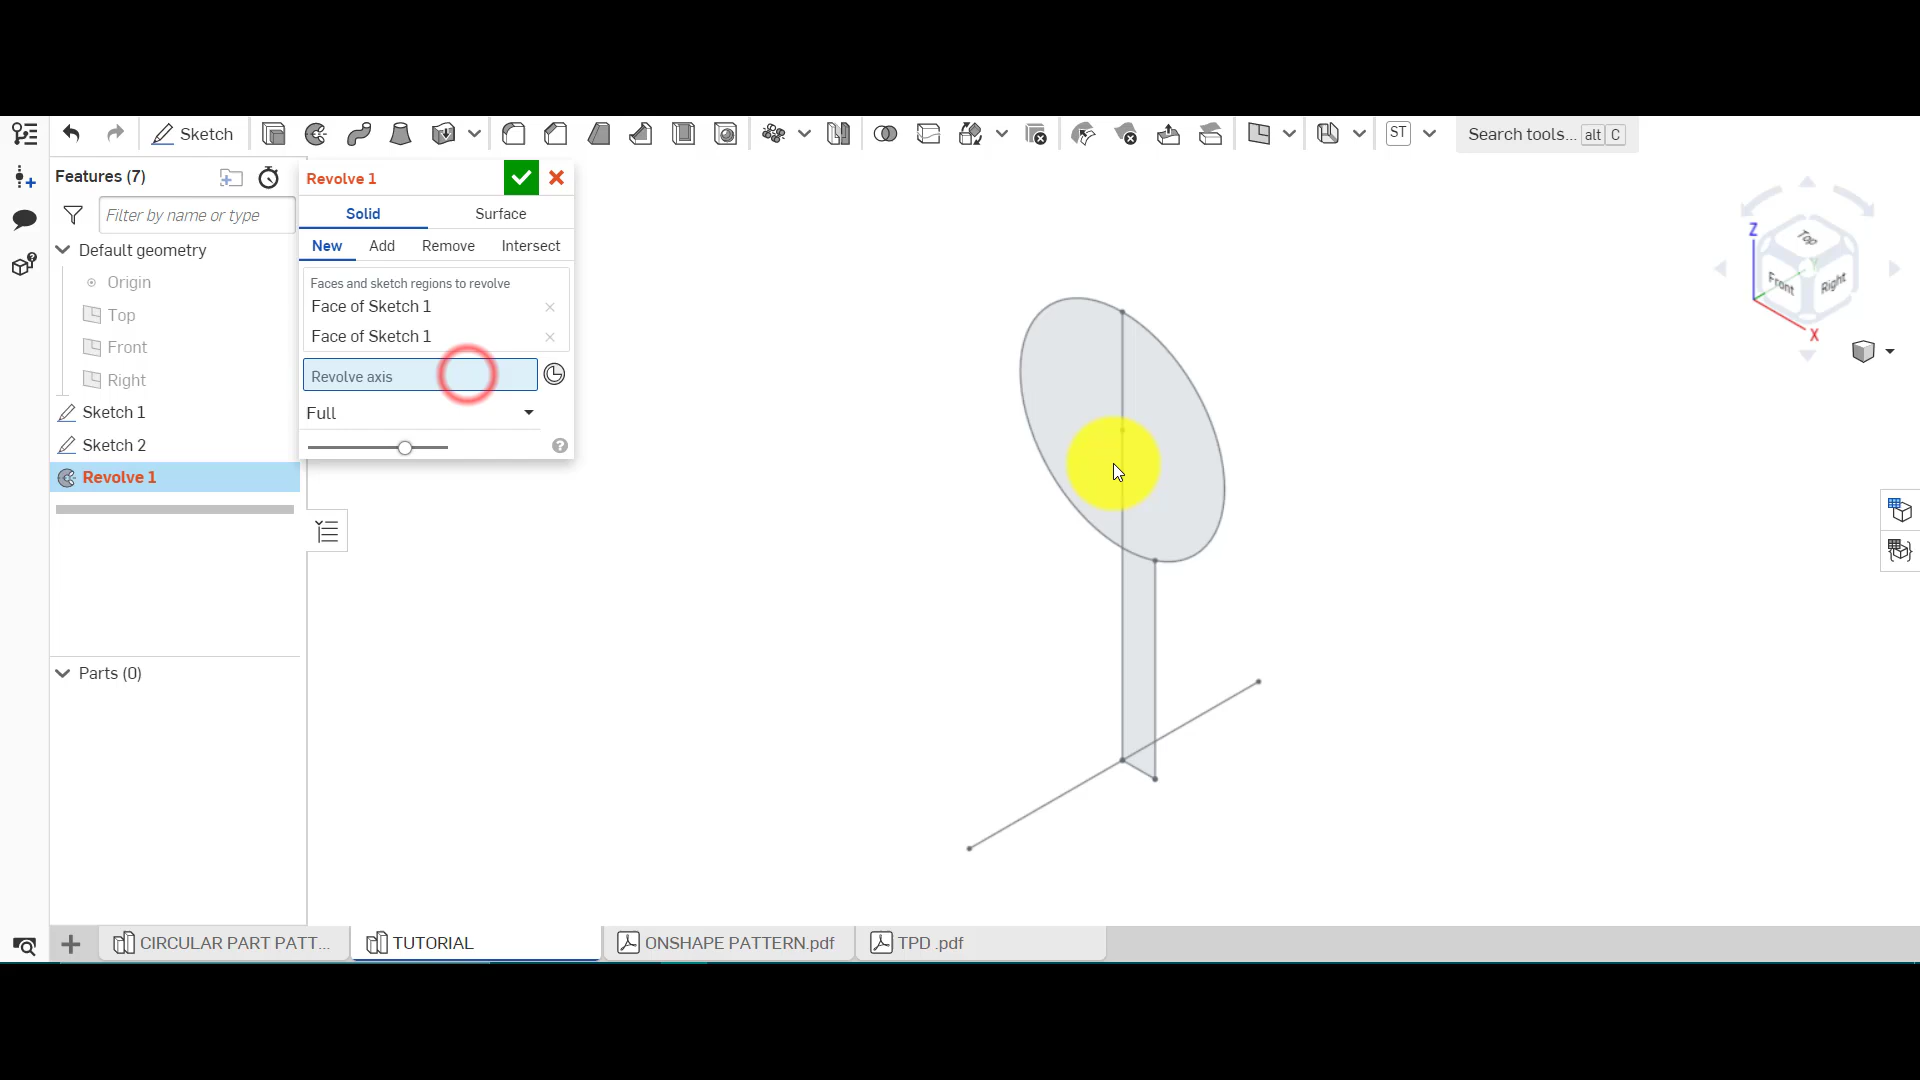 Sketch
ST
Search tools... alt C
Features (7)
Filter by name or type
Default geometry
Origin
Top
Front
Right
Sketch 1
Sketch 2
Revolve 1
Parts (0)
Revolve 1
Solid Surface
New Add Remove Intersect
Faces and sketch regions to revolve
Face of Sketch 1
Face of Sketch 1
Revolve axis
Full
Z
Top
Y
Front
Right
X
CIRCULAR PART PATT...
TUTORIAL
ONSHAPE PATTERN.pdf
TPD .pdf